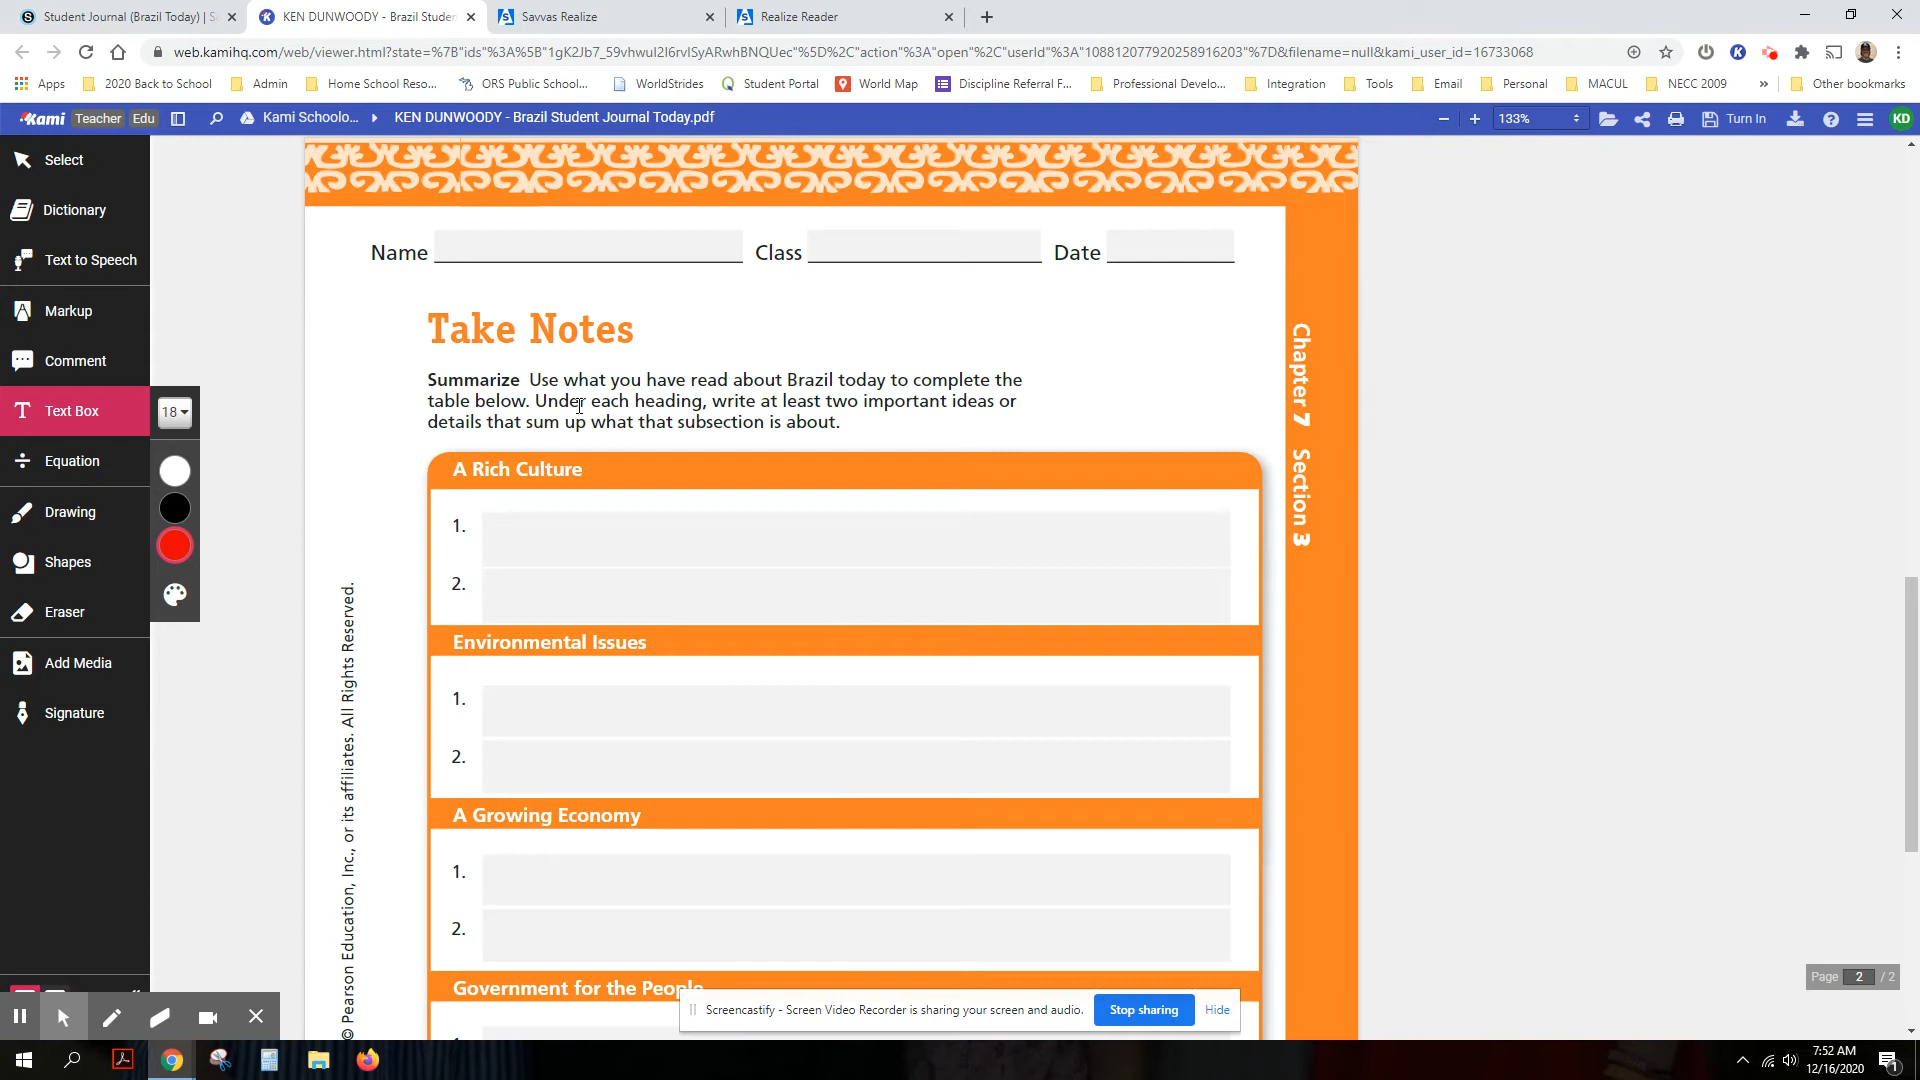 Student Journal (Brazil Today) | S
KEN DUNWOODY - Brazil Studen
Savvas Realize
Realize Reader
web.kamihq.com/web/viewer.html?state=%7B"ids"%3A%5B"1gK2Jb7_59vhwuI2I6rvISyARwhBNQUec"%5D%2C"action"%3A"open"%2C"userId"%3A"108812077920258916203"%7D&filename=null&kami_user_id=16733068
Apps
2020 Back to School
Admin
Home School Reso...
ORS Public School...
WorldStrides
Student Portal
World Map
Discipline Referral F...
Professional Develo...
Integration
Tools
Email
Personal
MACUL
NECC 2009
»
Other bookmarks
Kami
Teacher
Edu
Kami Schoolo...
KEN DUNWOODY - Brazil Student Journal Today.pdf
133%
Turn In
KD
Select
Dictionary
Text to Speech
Markup
Comment
Text Box
18
Equation
Drawing
Shapes
Eraser
Add Media
Signature
Name
Class
Date
Take Notes
Summarize Use what you have read about Brazil today to complete the
table below. Under each heading, write at least two important ideas or
details that sum up what that subsection is about.
A Rich Culture
1.
2.
Environmental Issues
1.
2.
A Growing Economy
1.
2.
Government for the People
Chapter 7 Section 3
© Pearson Education, Inc., or its affiliates. All Rights Reserved.
Page 2 / 2
Screencastify - Screen Video Recorder is sharing your screen and audio.
Stop sharing
Hide
7:52 AM
12/16/2020
1